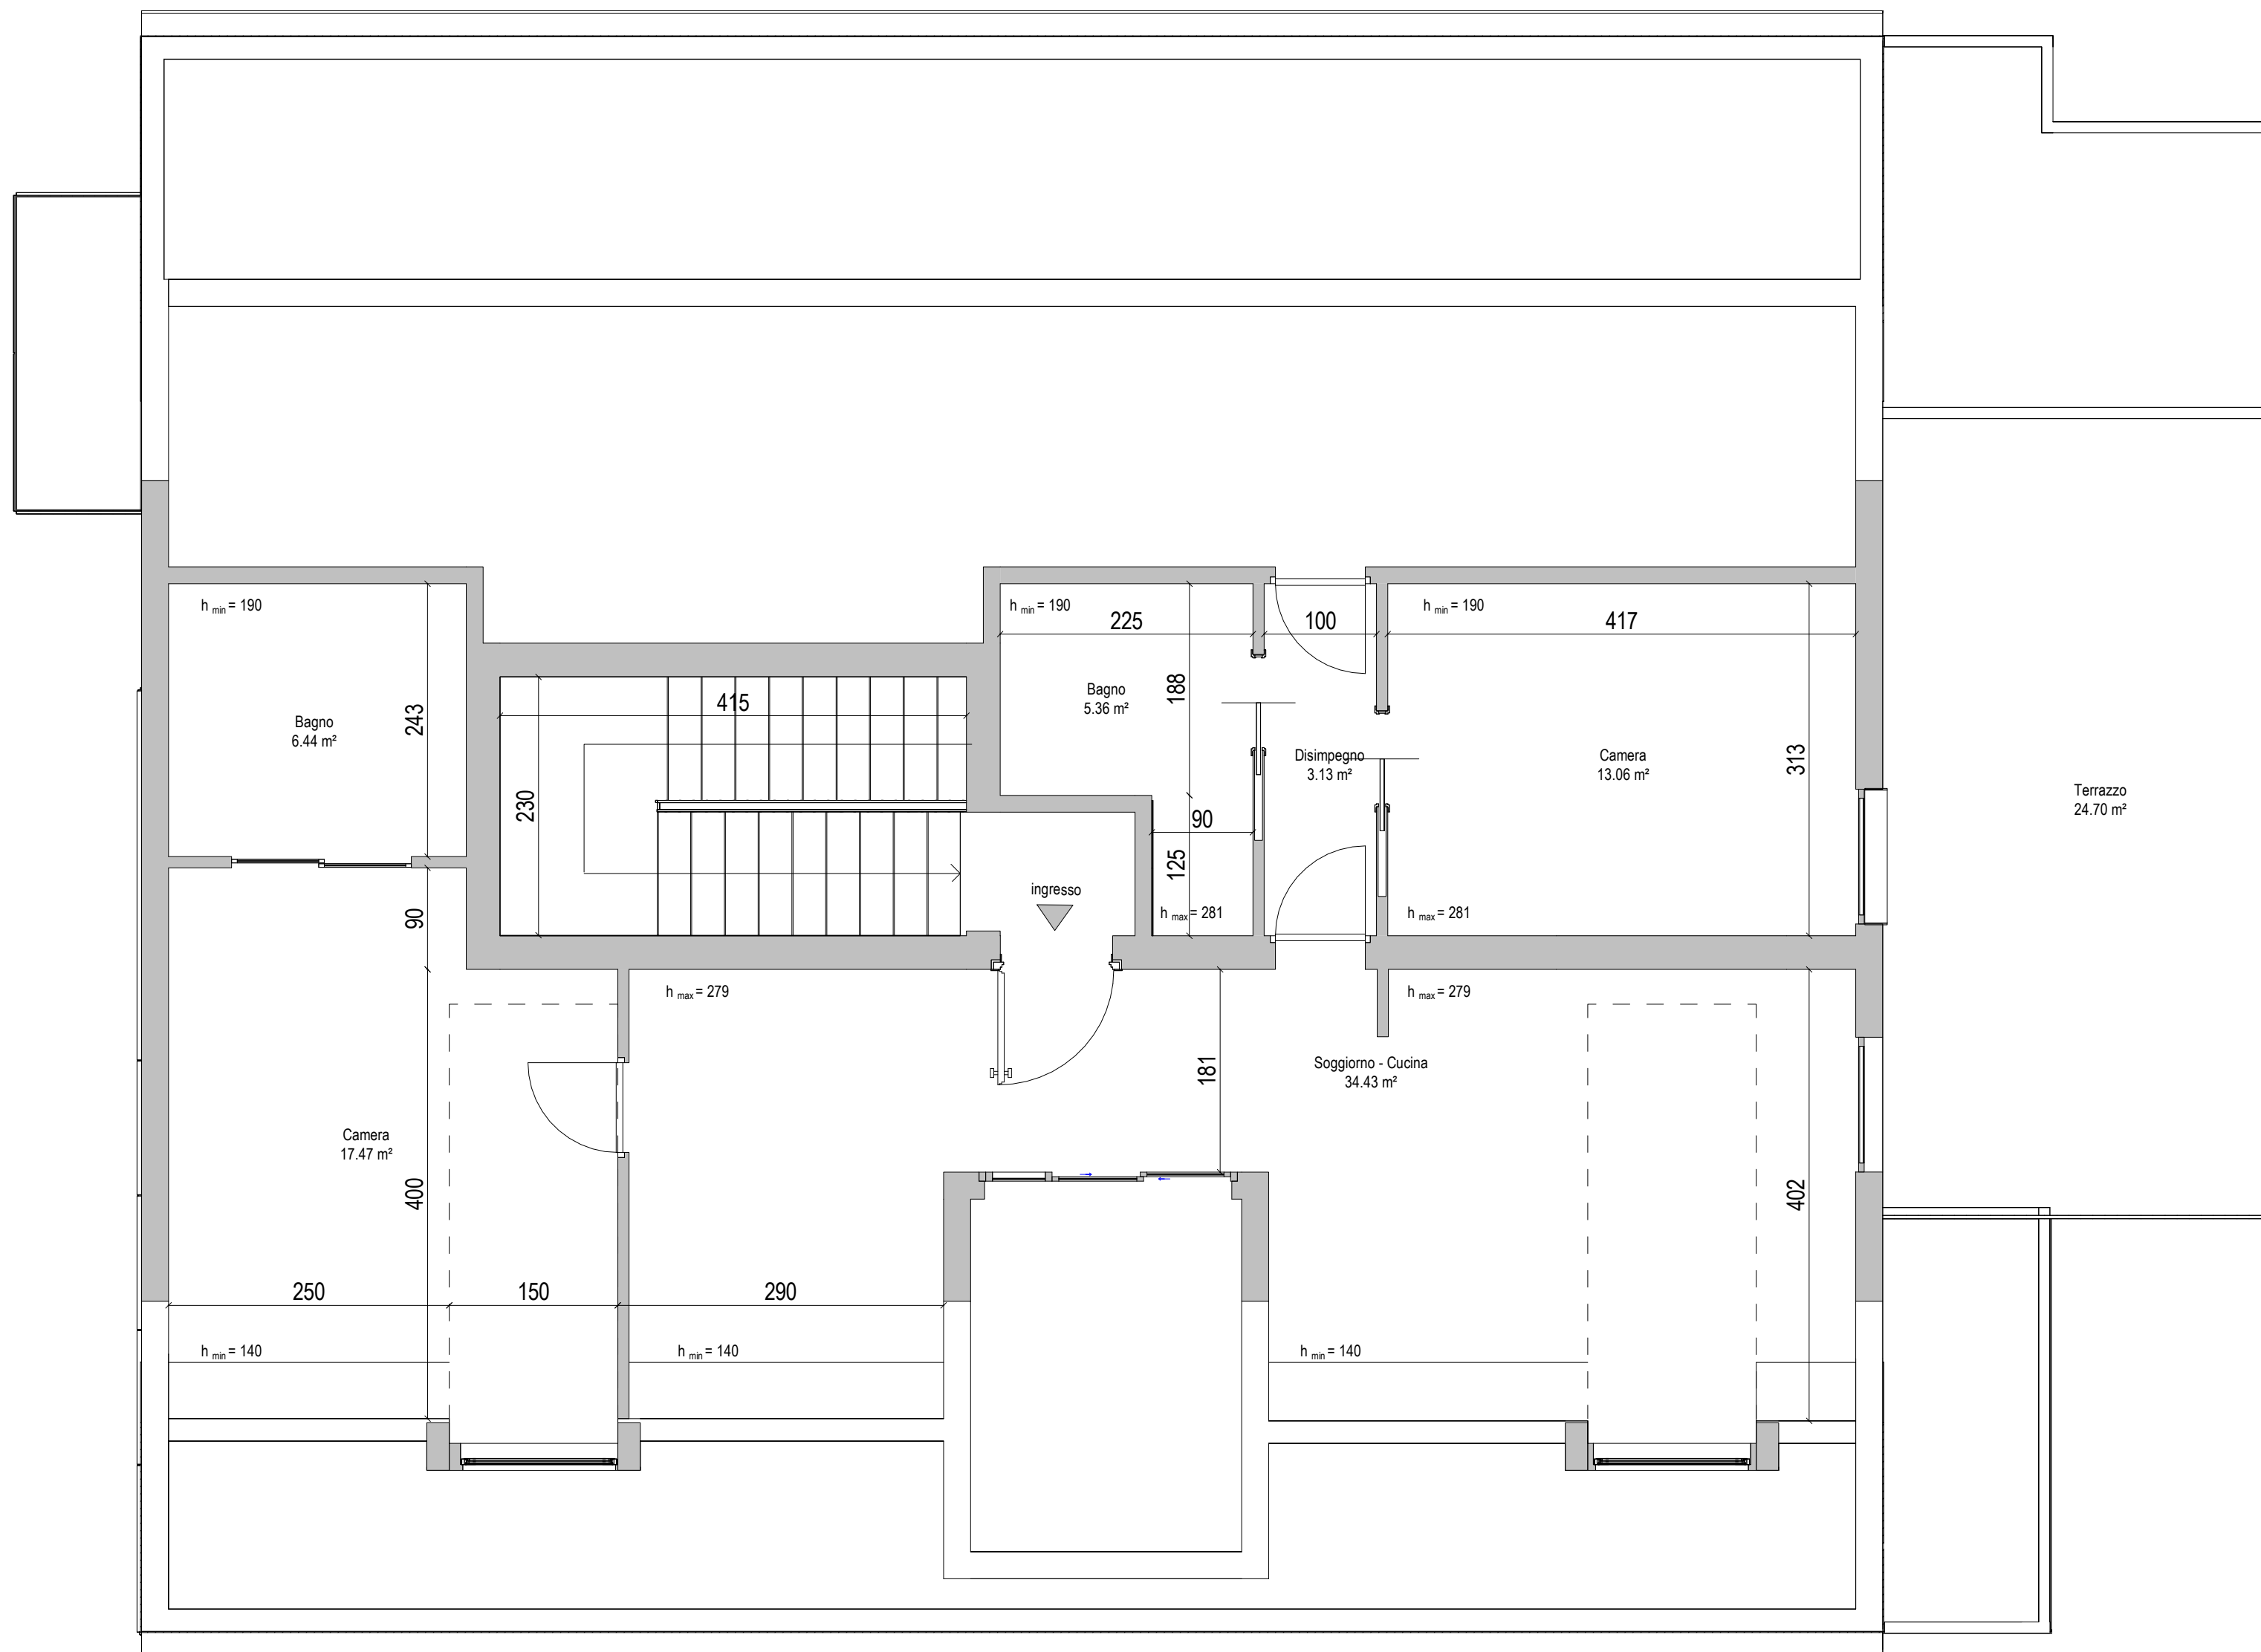 h min = 190
h min = 190
h min = 190
225
100
417
Bagno
5.36 m²
188
415
Bagno
6.44 m²
243
Disimpegno
3.13 m²
Camera
13.06 m²
313
Terrazzo
24.70 m²
230
90
125
ingresso
90
h max = 281
h max = 281
h max = 279
h max = 279
181
Soggiorno - Cucina
34.43 m²
Camera
17.47 m²
400
402
250
150
290
h min = 140
h min = 140
h min = 140